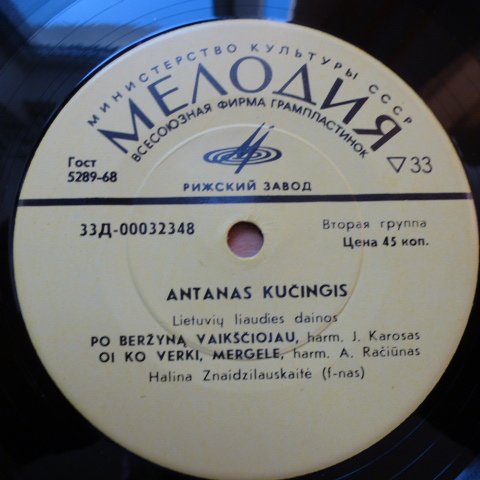 МИНИСТЕРСТВО КУЛЬТУРЫ СССР
МЕЛОДИЯ
ВСЕСОЮЗНАЯ ФИРМА ГРАМПЛАСТИНОК
Гост
5289-68
▽33
РИЖСКИЙ ЗАВОД
33Д-00032348
Вторая группа
Цена 45 коп.
ANTANAS KUČINGIS
Lietuvių liaudies dainos
PO BERŽYNĄ VAIKŠČIOJAU, harm. J. Karosas
OI KO VERKI, MERGELE, harm. A. Račiūnas
Halina Znaidzilauskaitė (f-nas)